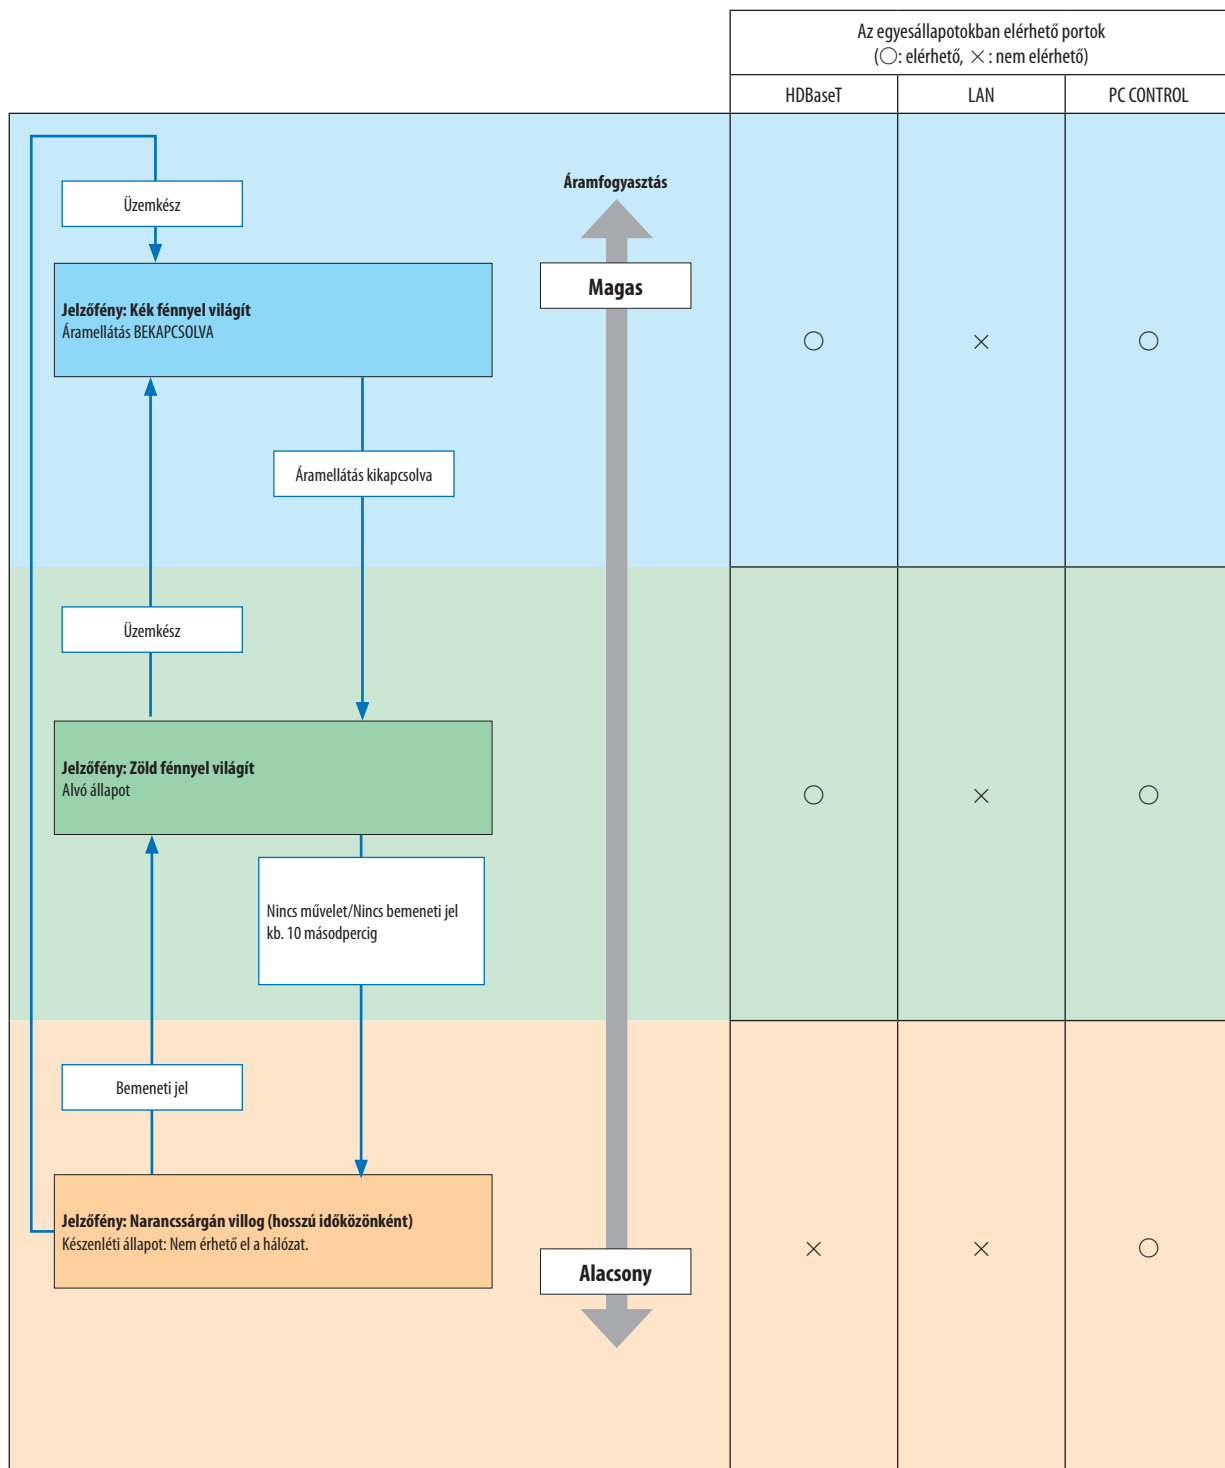 Az egyesállapotokban elérhető portok
(○: elérhető, ×: nem elérhető)
HDBaseT
LAN
PC CONTROL
Üzemkész
Áramfogyasztás
Magas
Jelzőfény: Kék fénnyel világít
Áramellátás BEKAPCSOLVA
○
×
○
Áramellátás kikapcsolva
Üzemkész
Jelzőfény: Zöld fénnyel világít
Alvó állapot
○
×
○
Nincs művelet/Nincs bemeneti jel
kb. 10 másodpercig
Bemeneti jel
Jelzőfény: Narancssárgán villog (hosszú időközönként)
Készenléti állapot: Nem érhető el a hálózat.
Alacsony
×
×
○